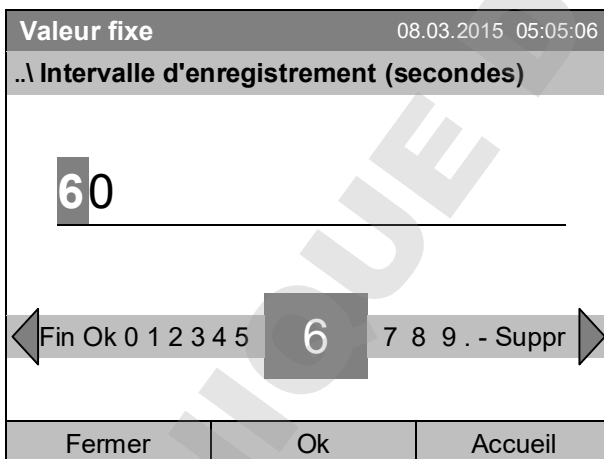 Valeur fixe 08.03.2015 05:05:06
..\ Intervalle d'enregistrement (secondes)
60
Fin Ok 0 1 2 3 4 5 6 7 8 9 . - Suppr
Fermer Ok Accueil